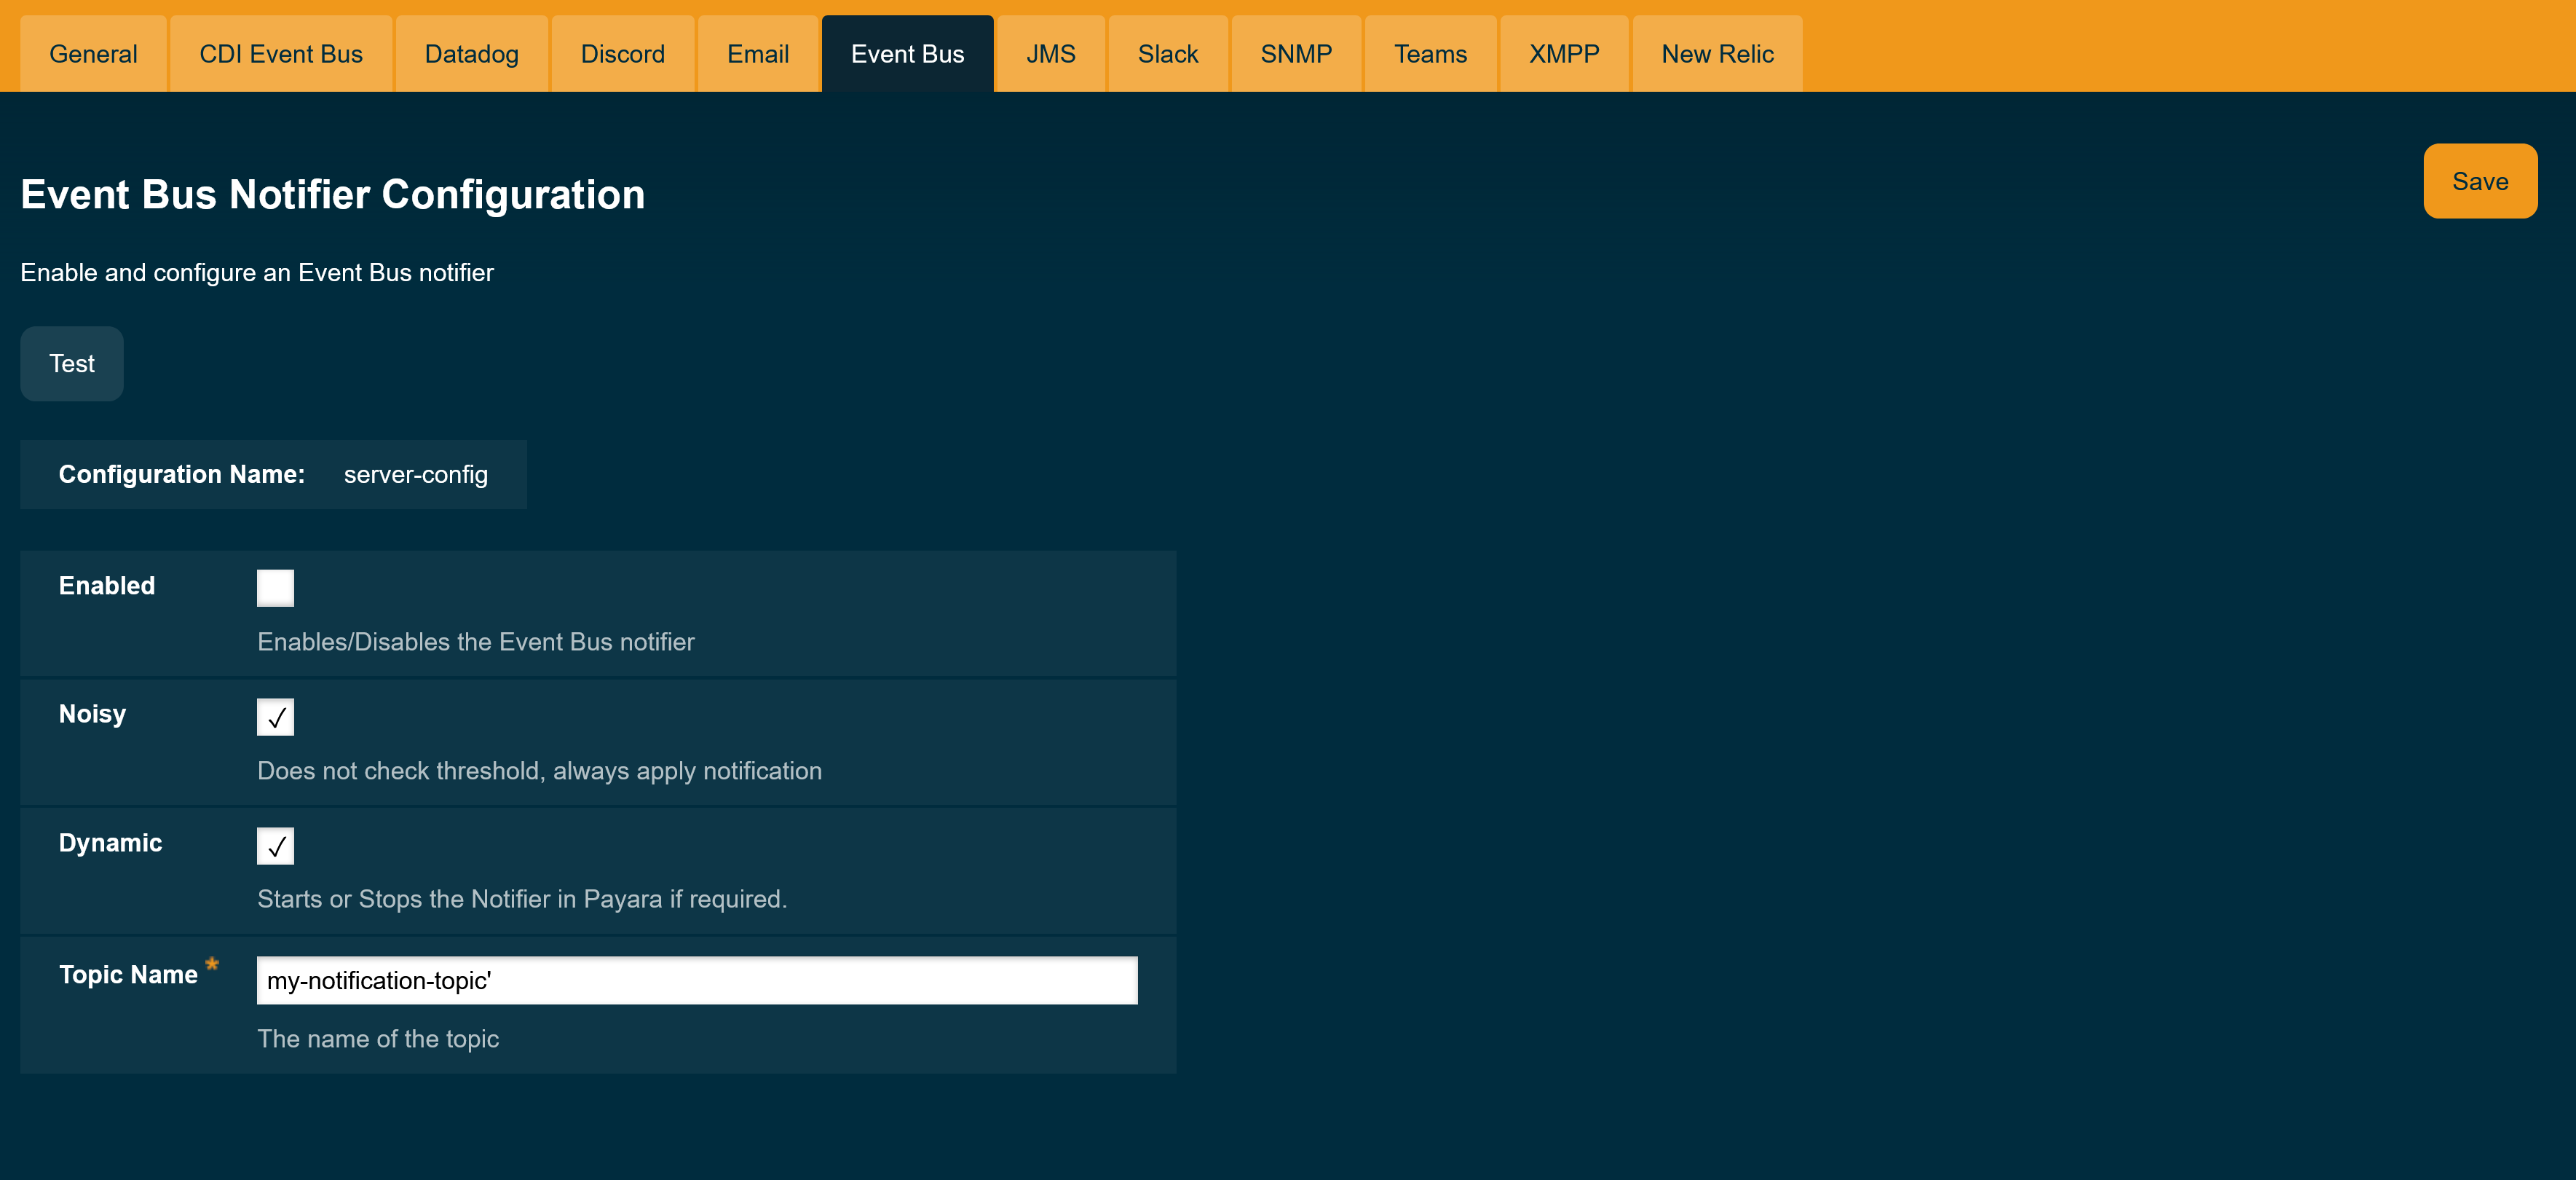 General CDI Event Bus Datadog Discord Email Event Bus JMS Slack SNMP Teams XMPP New Relic
Event Bus Notifier Configuration
Save
Enable and configure an Event Bus notifier
Test
Configuration Name: server-config
Enabled
Enables/Disables the Event Bus notifier
Noisy ✓
Does not check threshold, always apply notification
Dynamic ✓
Starts or Stops the Notifier in Payara if required.
Topic Name * my-notification-topic'
The name of the topic